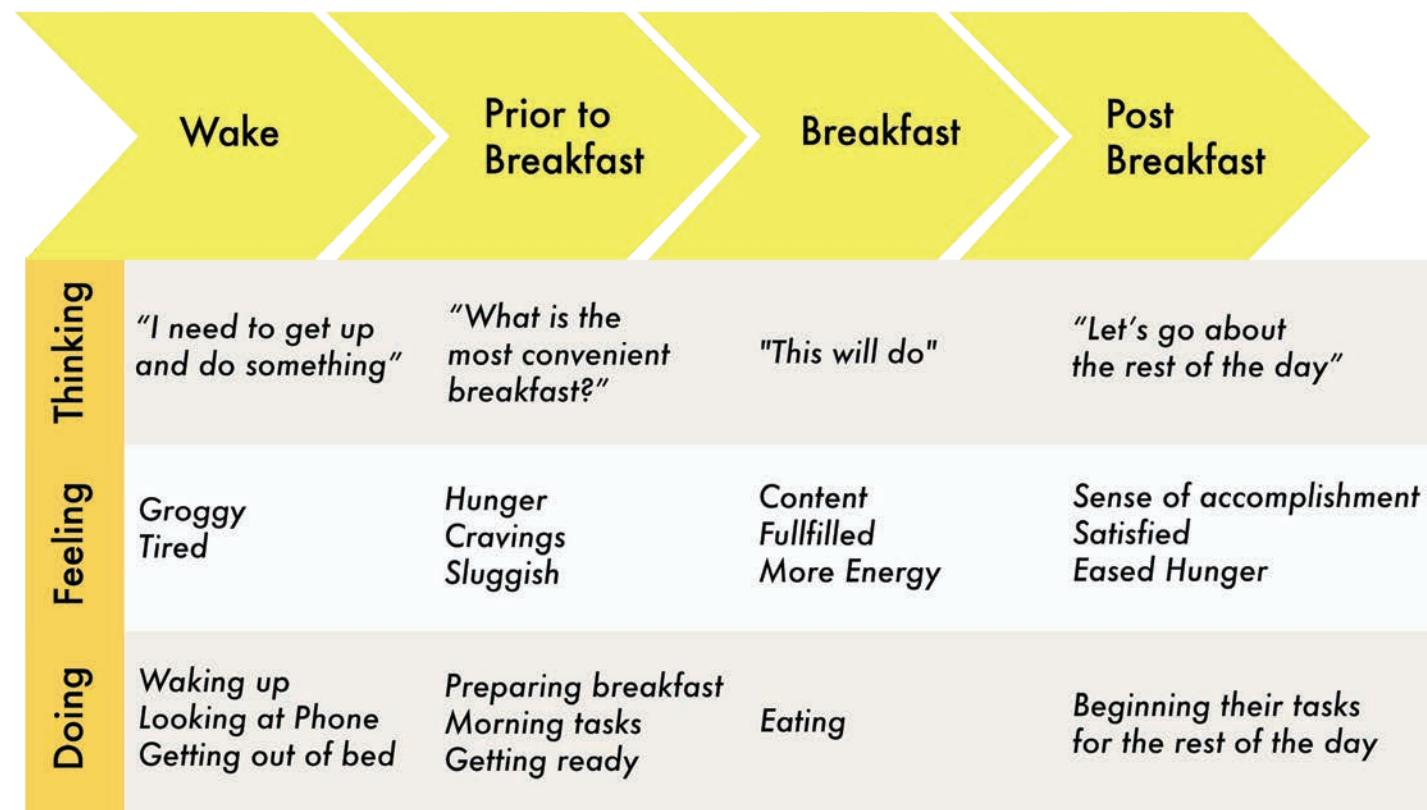 Wake
Prior to
Breakfast
Breakfast
Post
Breakfast
Thinking
“I need to get up
and do something”
“What is the
most convenient
breakfast?”
"This will do"
“Let’s go about
the rest of the day”
Feeling
Groggy
Tired
Hunger
Cravings
Sluggish
Content
Fullfilled
More Energy
Sense of accomplishment
Satisfied
Eased Hunger
Doing
Waking up
Looking at Phone
Getting out of bed
Preparing breakfast
Morning tasks
Getting ready
Eating
Beginning their tasks
for the rest of the day